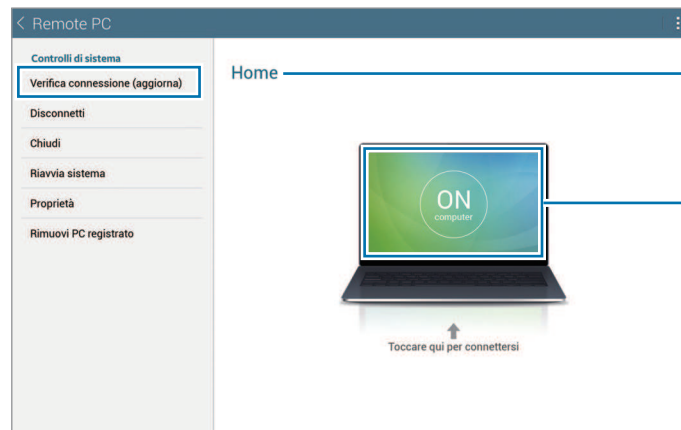 Remote PC
Controlli di sistema
Verifica connessione (aggiorna)
Disconnetti
Chiudi
Riavvia sistema
Proprietà
Rimuovi PC registrato
Home
ON
computer
Toccare qui per connettersi